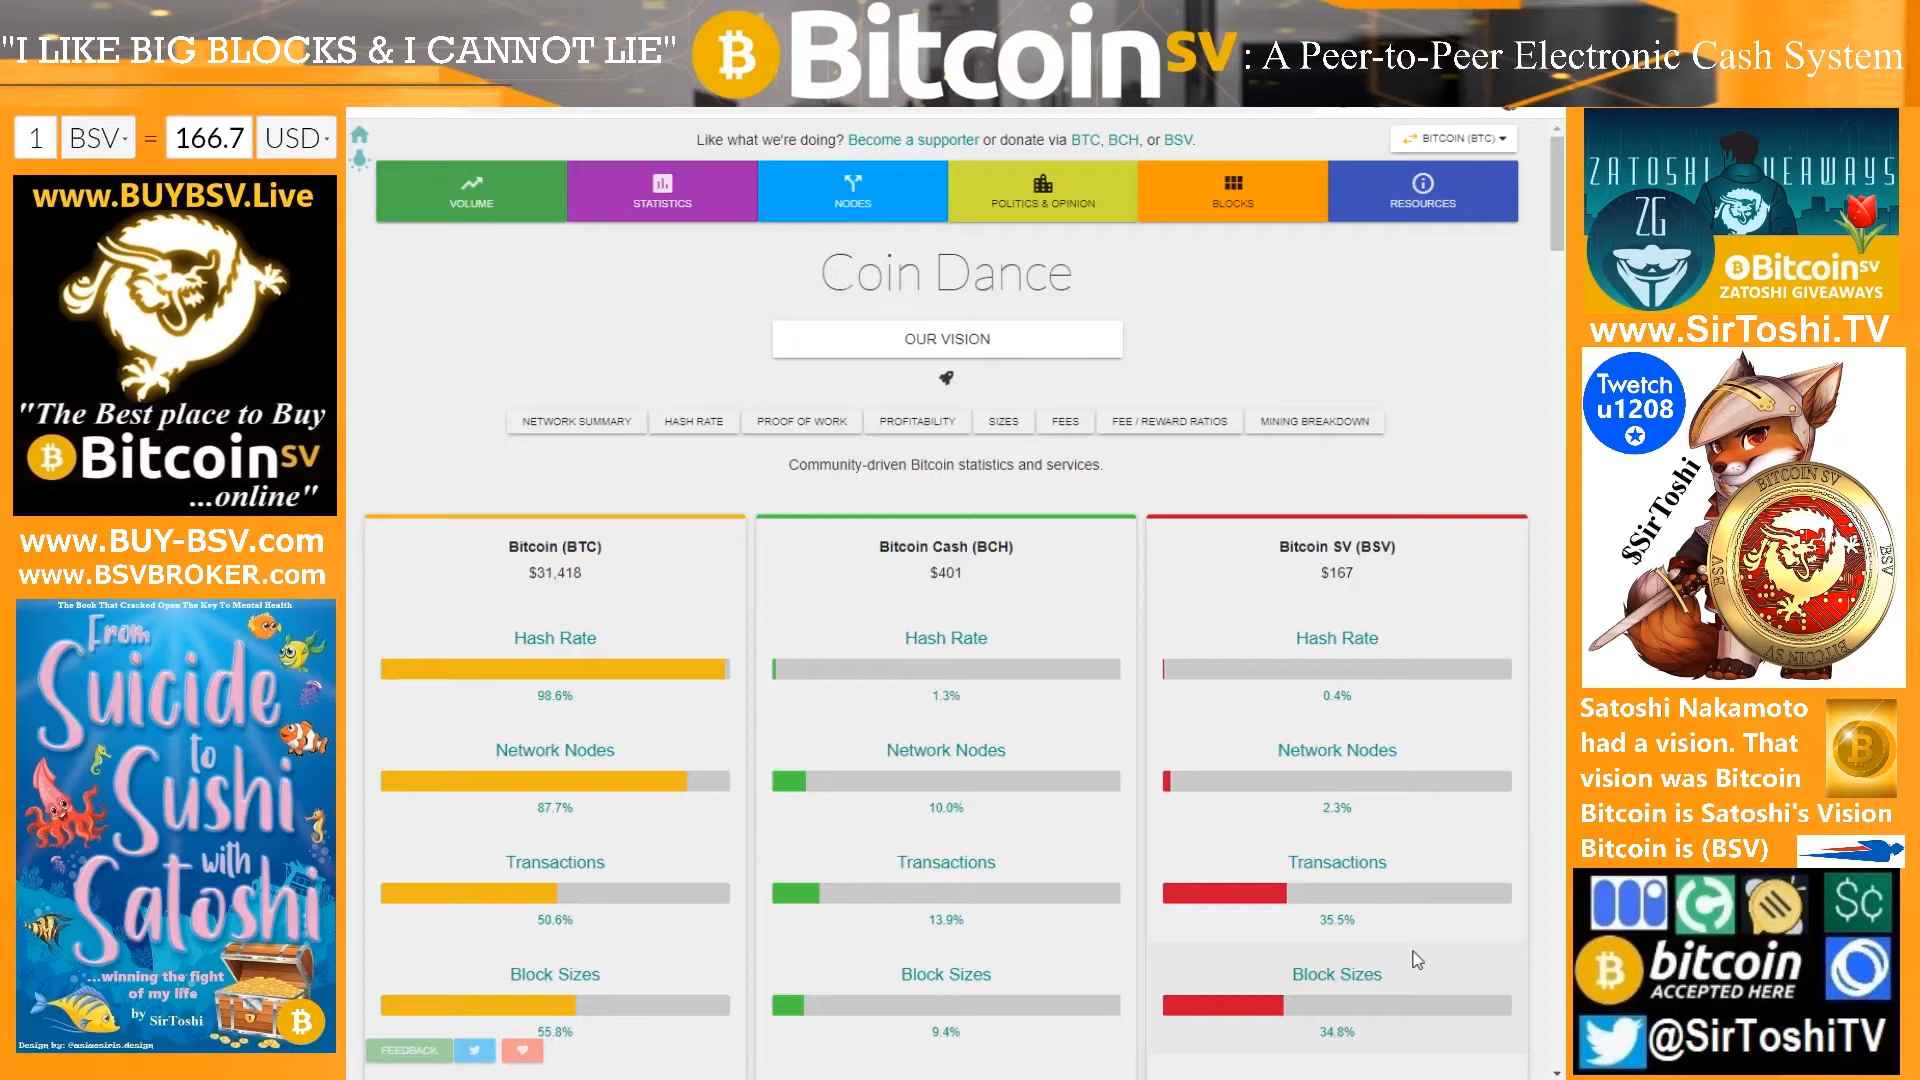 "I LIKE BIG BLOCKS & I CANNOT LIE"
Bitcoin SV : A Peer-to-Peer Electronic Cash System
1 BSV = 166.7 USD
www.BUYBSV.Live
"The Best place to Buy
Bitcoin SV
...online"
www.BUY-BSV.com
www.BSVBROKER.com
The Book That Cracked Open The Key To Mental Health
From
Suicide
to
Sushi
with
Satoshi
...winning the fight
of my life
by SirToshi
Design by: @asiaosiris.design
Like what we're doing? Become a supporter or donate via BTC, BCH, or BSV.
BITCOIN (BTC)
VOLUME
STATISTICS
NODES
POLITICS & OPINION
BLOCKS
RESOURCES
Coin Dance
OUR VISION
NETWORK SUMMARY
HASH RATE
PROOF OF WORK
PROFITABILITY
SIZES
FEES
FEE / REWARD RATIOS
MINING BREAKDOWN
Community-driven Bitcoin statistics and services.
Bitcoin (BTC)
$31,418
Hash Rate
98.6%
Network Nodes
87.7%
Transactions
50.6%
Block Sizes
55.8%
Bitcoin Cash (BCH)
$401
Hash Rate
1.3%
Network Nodes
10.0%
Transactions
13.9%
Block Sizes
9.4%
Bitcoin SV (BSV)
$167
Hash Rate
0.4%
Network Nodes
2.3%
Transactions
35.5%
Block Sizes
34.8%
FEEDBACK
ZG
Bitcoin SV
ZATOSHI GIVEAWAYS
www.SirToshi.TV
Twetch
u1208
$SirToshi
BITCOIN SV
BSV
BSV
BITCOIN SV
Satoshi Nakamoto
had a vision. That
vision was Bitcoin
Bitcoin is Satoshi's Vision
Bitcoin is (BSV)
$¢
bitcoin
ACCEPTED HERE
@SirToshiTV